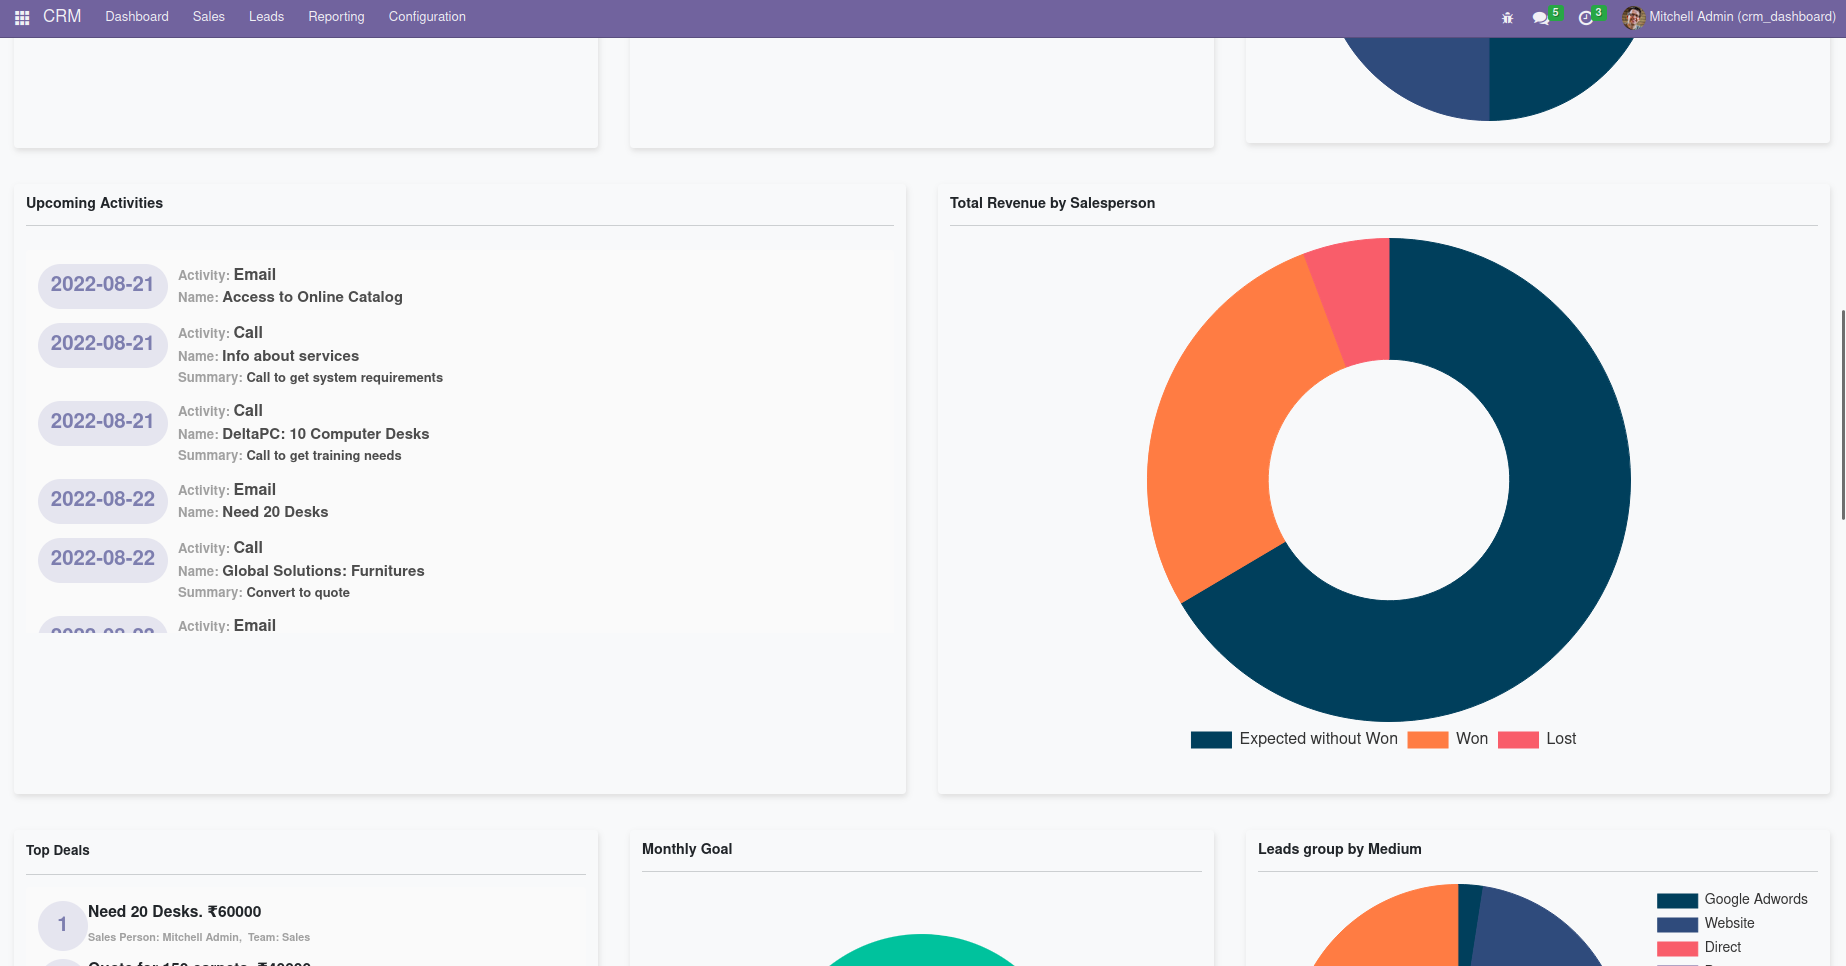 CRM Dashboard Sales Leads Reporting Configuration 5 3 Mitchell Admin (crm_dashboard)
Upcoming Activities
2022-08-21
Activity: Email
Name: Access to Online Catalog
2022-08-21
Activity: Call
Name: Info about services
Summary: Call to get system requirements
2022-08-21
Activity: Call
Name: DeltaPC: 10 Computer Desks
Summary: Call to get training needs
2022-08-22
Activity: Email
Name: Need 20 Desks
2022-08-22
Activity: Call
Name: Global Solutions: Furnitures
Summary: Convert to quote
Activity: Email
Total Revenue by Salesperson
Expected without Won Won Lost
Top Deals
1
Need 20 Desks. ₹60000
Sales Person: Mitchell Admin, Team: Sales
Quote for 150 carpets. ₹40000
Monthly Goal
Leads group by Medium
Google Adwords
Website
Direct